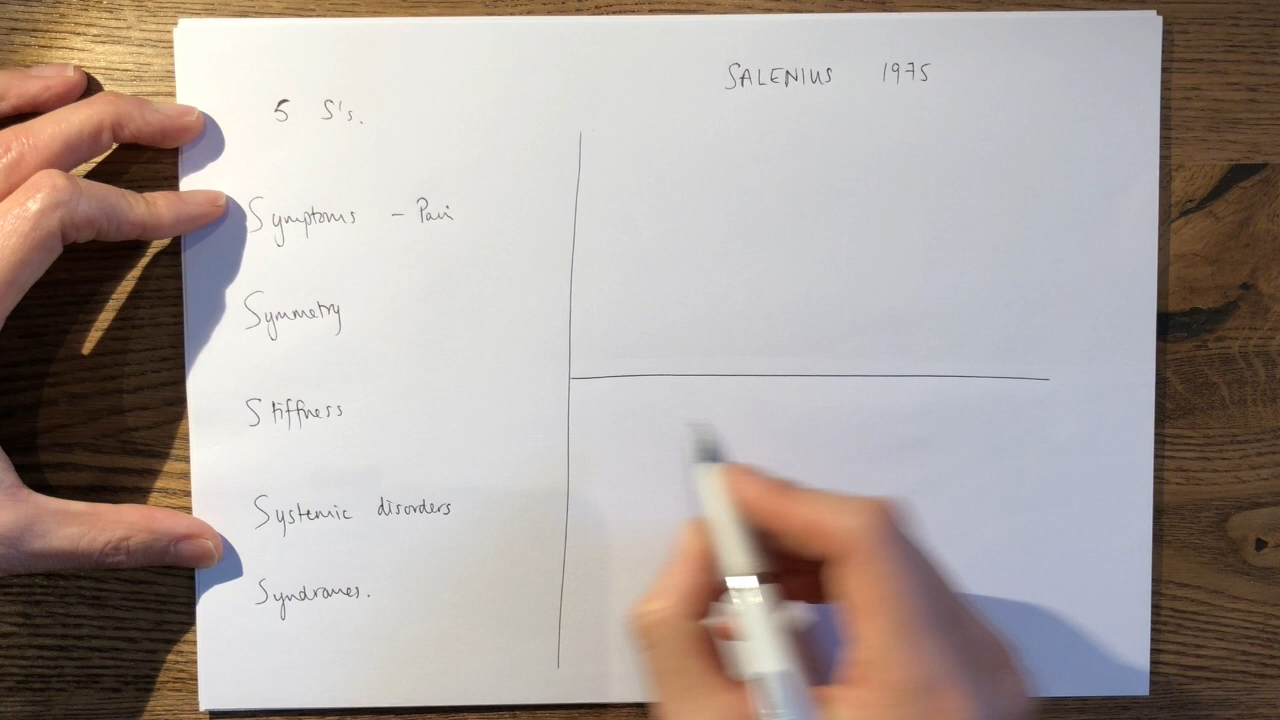 5 S's.
Symptoms - Pain
Symmetry
Stiffness
Systemic disorders
Syndromes.
SALENIUS 1975